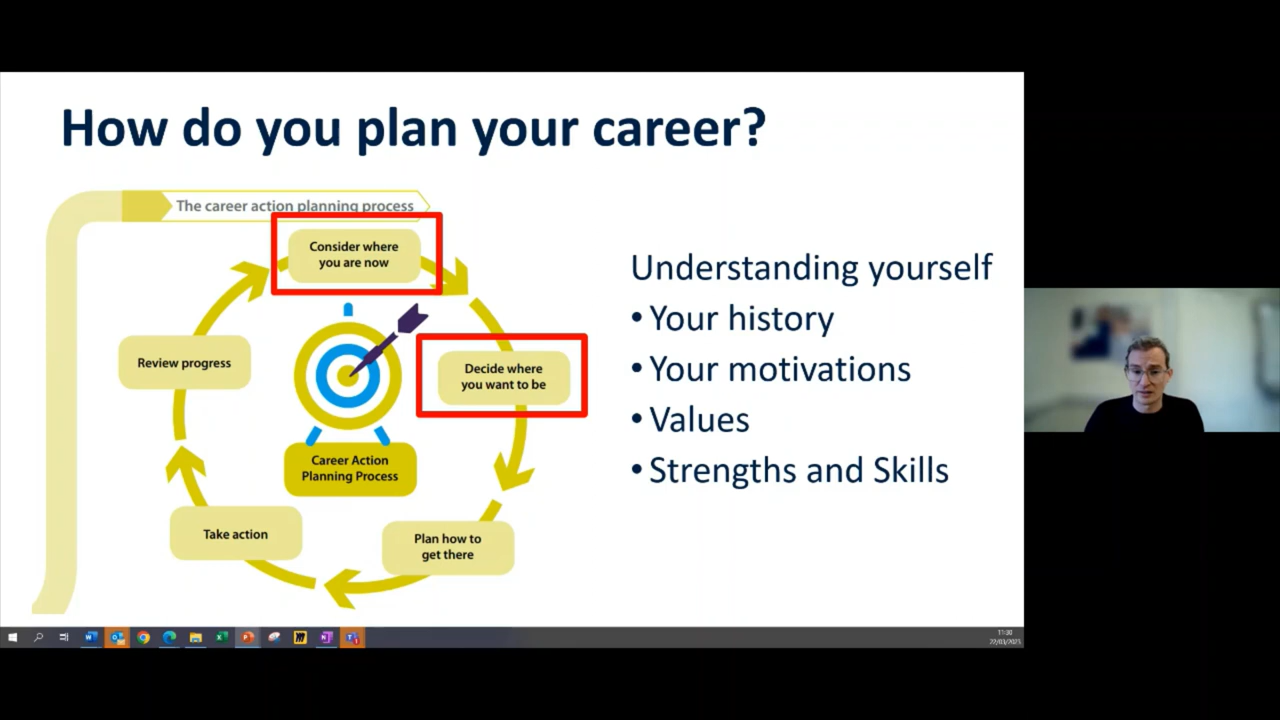 How do you plan your career?
The career action planning process
Consider where
you are now
Decide where
you want to be
Review progress
Career Action
Planning Process
Take action
Plan how to
get there
Understanding yourself
• Your history
• Your motivations
• Values
• Strengths and Skills